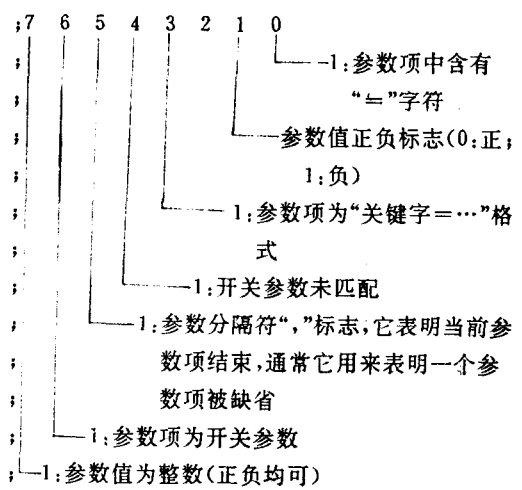 ;7 6 5 4 3 2 1 0
; -1:参数项中含有
; “=”字符
; 参数值正负标志(0:正;
; 1:负)
; 1:参数项为“关键字=…”格
; 式
; 1:开关参数未匹配
; 1:参数分隔符“,”标志,它表明当前参
; 数项结束,通常它用来表明一个参
; 数项被缺省
; 1:参数项为开关参数
; 1:参数值为整数(正负均可)